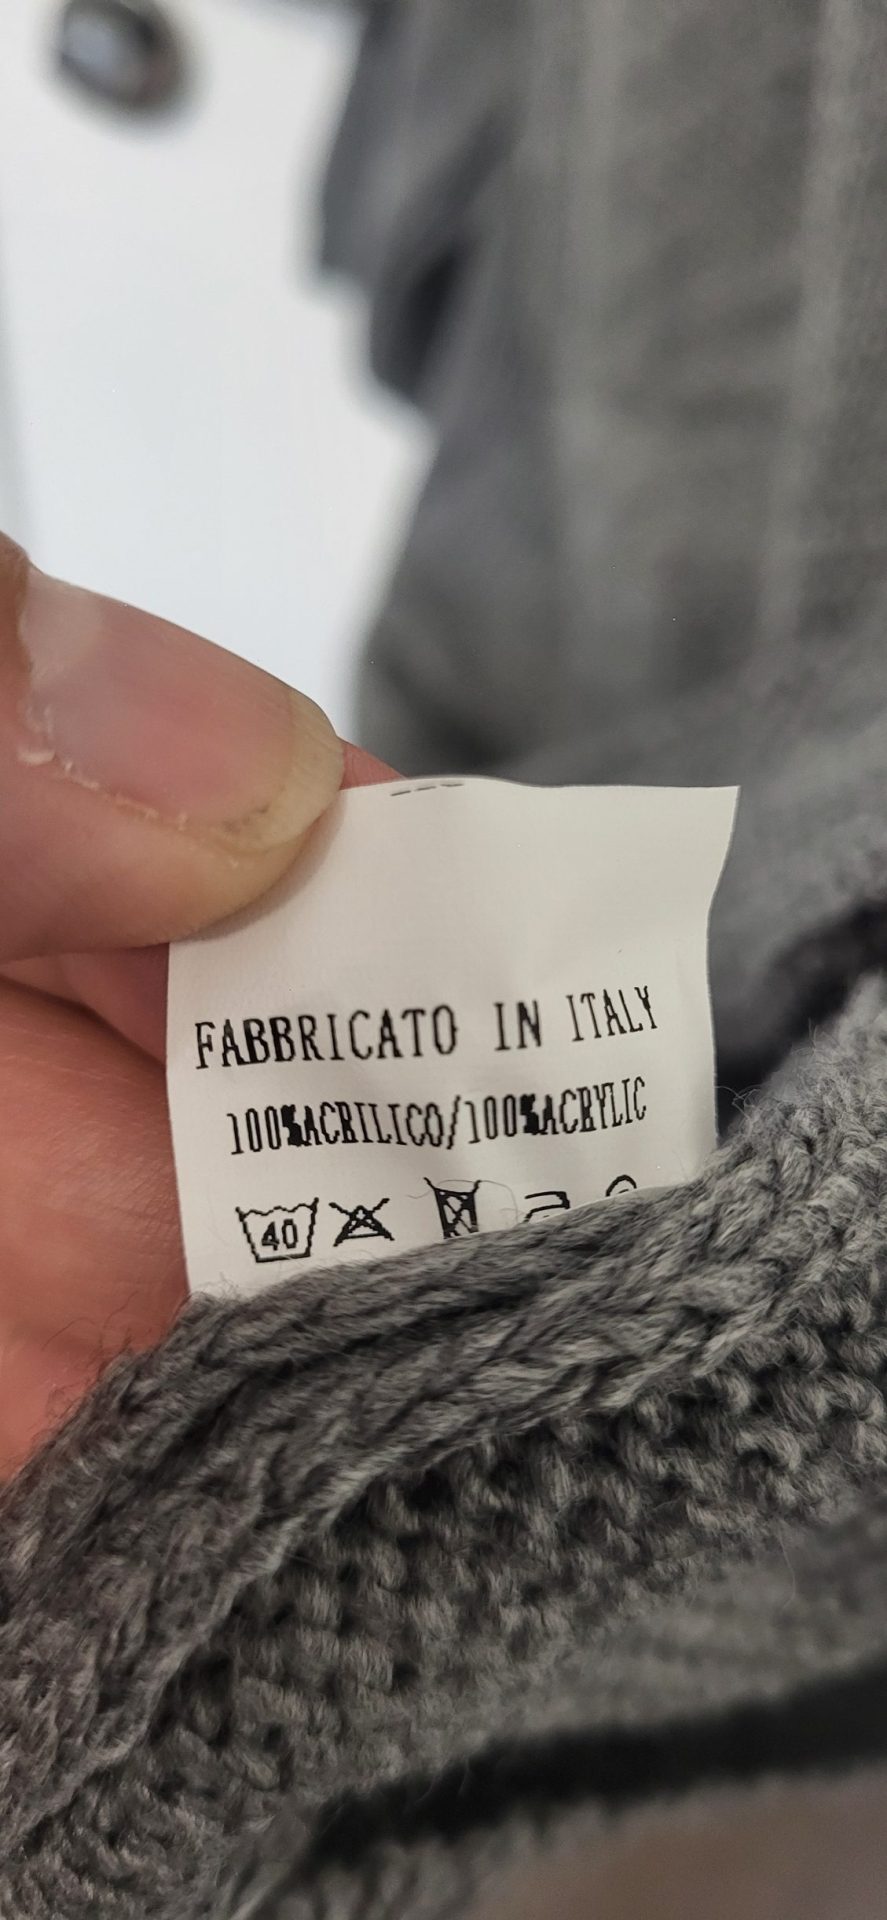 FABBRICATO IN ITALY
100%ACRILICO/100%ACRYLIC
40